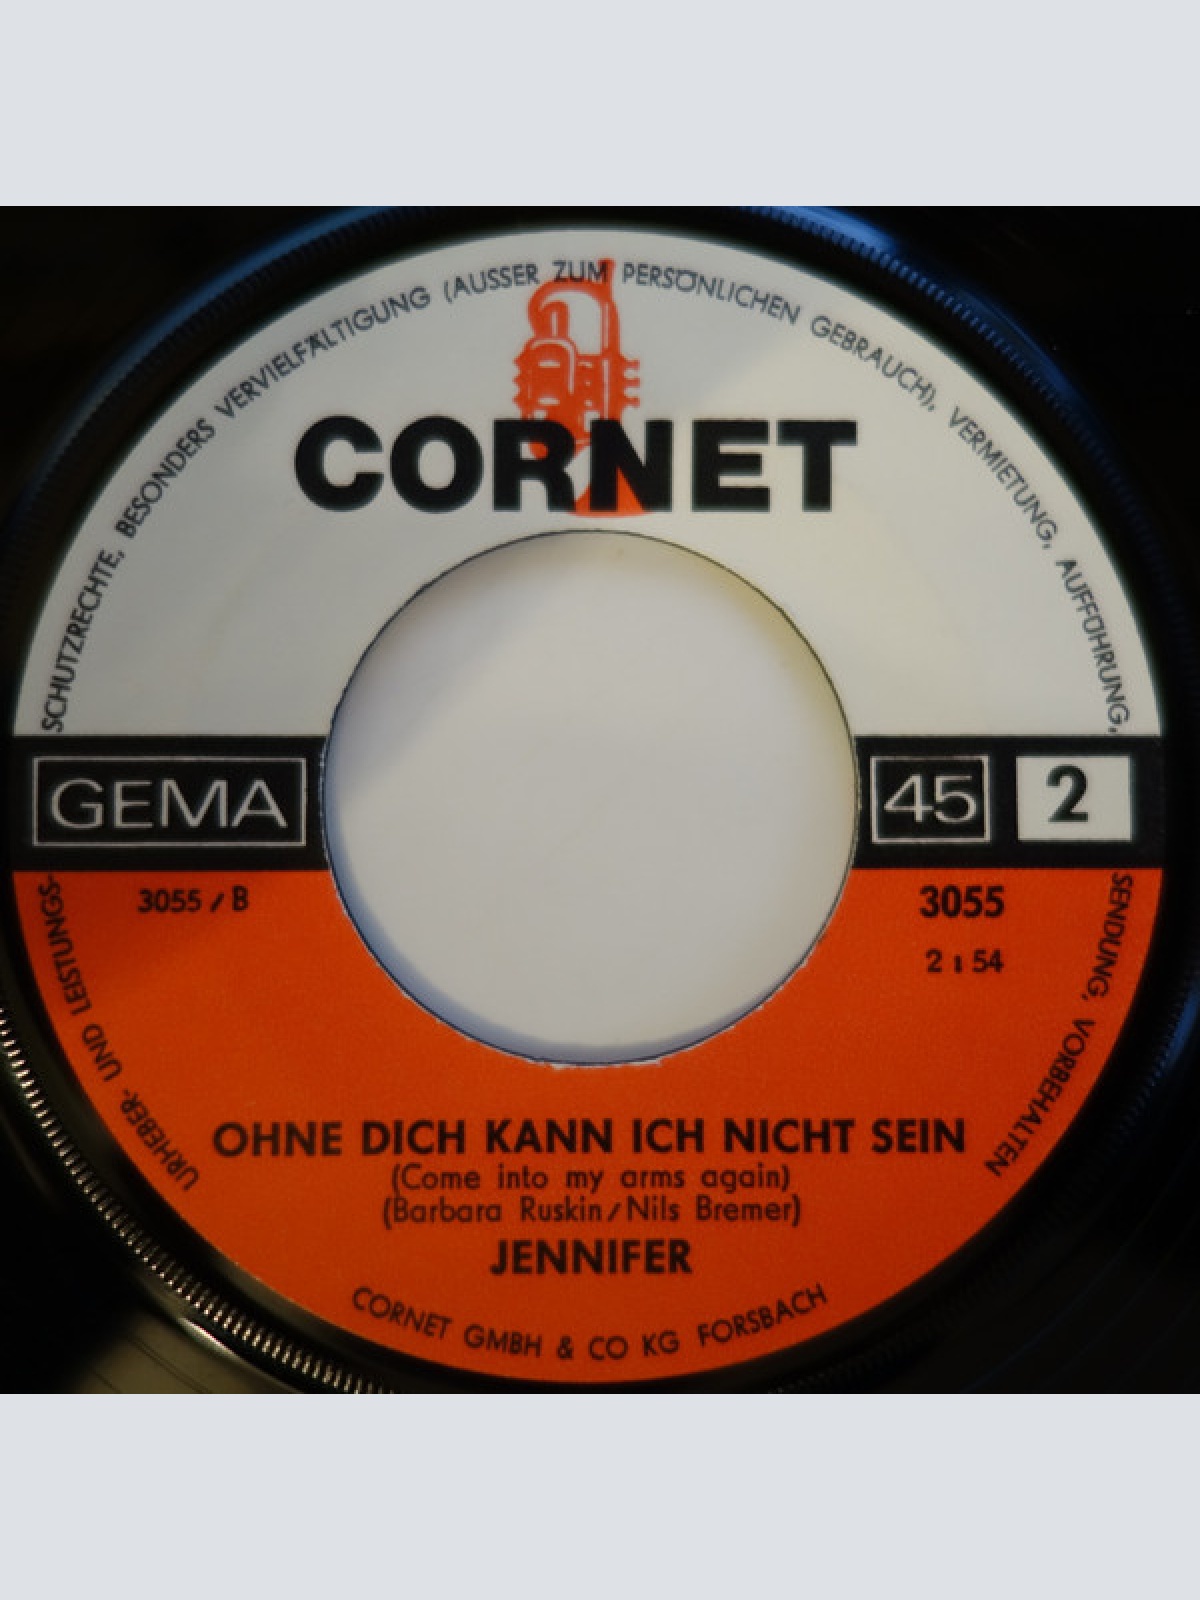 URHEBER- UND LEISTUNGS-
SCHUTZRECHTE, BESONDERS VERVIELFÄLTIGUNG (AUSSER ZUM PERSÖNLICHEN GEBRAUCH), VERMIETUNG, AUFFÜHRUNG,
SENDUNG, VORBEHALTEN
CORNET
GEMA
45 2
3055 / B
3055
2:54
OHNE DICH KANN ICH NICHT SEIN
(Come into my arms again)
(Barbara Ruskin/Nils Bremer)
JENNIFER
CORNET GMBH & CO KG FORSBACH